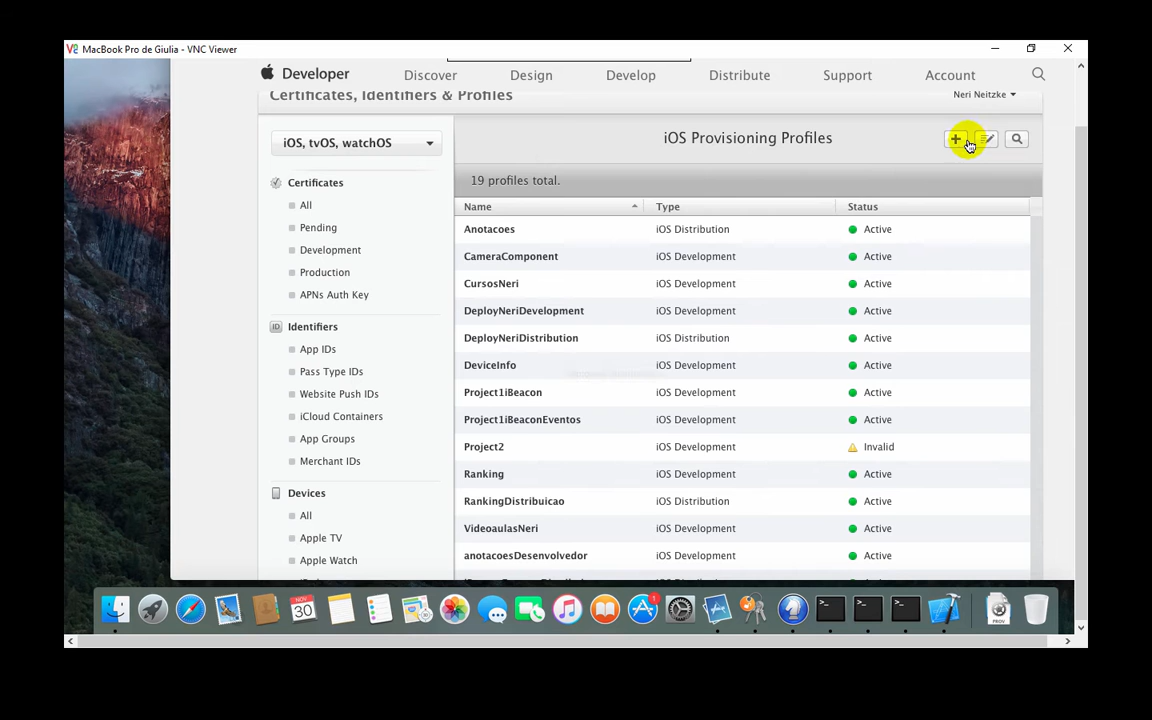 MacBook Pro de Giulia - VNC Viewer
Developer Discover Design Develop Distribute Support Account
Certificates, Identifiers & Profiles
Neri Neitzke
iOS, tvOS, watchOS
iOS Provisioning Profiles
19 profiles total.
Name Type Status
Certificates
All
Pending
Development
Production
APNs Auth Key
Identifiers
App IDs
Pass Type IDs
Website Push IDs
iCloud Containers
App Groups
Merchant IDs
Devices
All
Apple TV
Apple Watch
Anotacoes iOS Distribution Active
CameraComponent iOS Development Active
CursosNeri iOS Development Active
DeployNeriDevelopment iOS Development Active
DeployNeriDistribution iOS Distribution Active
DeviceInfo iOS Development Active
Project1iBeacon iOS Development Active
Project1iBeaconEventos iOS Development Active
Project2 iOS Development Invalid
Ranking iOS Development Active
RankingDistribuicao iOS Distribution Active
VideoaulasNeri iOS Development Active
anotacoesDesenvolvedor iOS Development Active
NOV
30
1
PROV